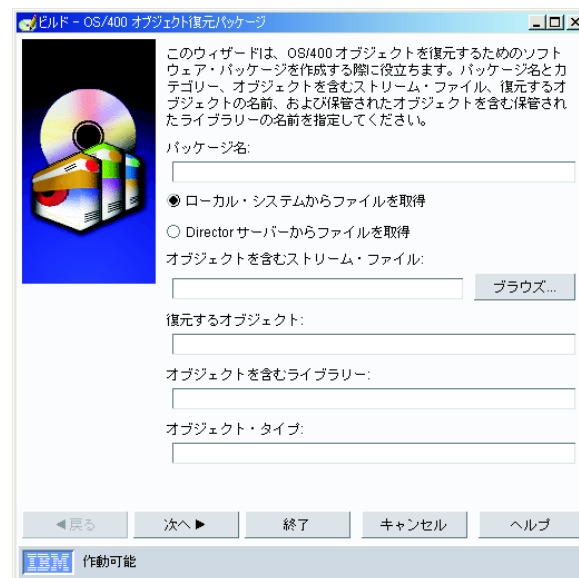 ビルド - OS/400 オブジェクト復元パッケージ
このウィザードは、OS/400 オブジェクトを復元するためのソフト
ウェア・パッケージを作成する際に役立ちます。パッケージ名とカ
テゴリー、オブジェクトを含むストリーム・ファイル、復元するオ
ブジェクトの名前、および保管されたオブジェクトを含む保管され
たライブラリーの名前を指定してください。
パッケージ名:
ローカル・システムからファイルを取得
Director サーバーからファイルを取得
オブジェクトを含むストリーム・ファイル:
ブラウズ...
復元するオブジェクト:
オブジェクトを含むライブラリー:
オブジェクト・タイプ:
◀戻る 次へ▶ 終了 キャンセル ヘルプ
IBM 作動可能